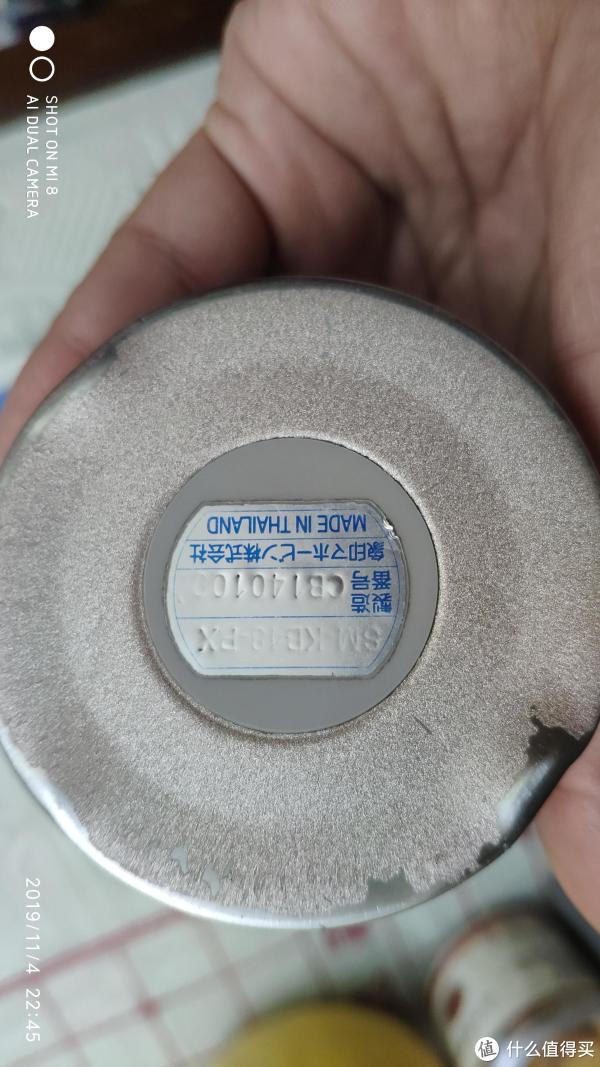 SHOT ON MI 8
AI DUAL CAMERA
SM-KB48-PX
製造
番号
CB14010
象印マホービン株式会社
MADE IN THAILAND
2019/11/4 22:45
值 什么值得买